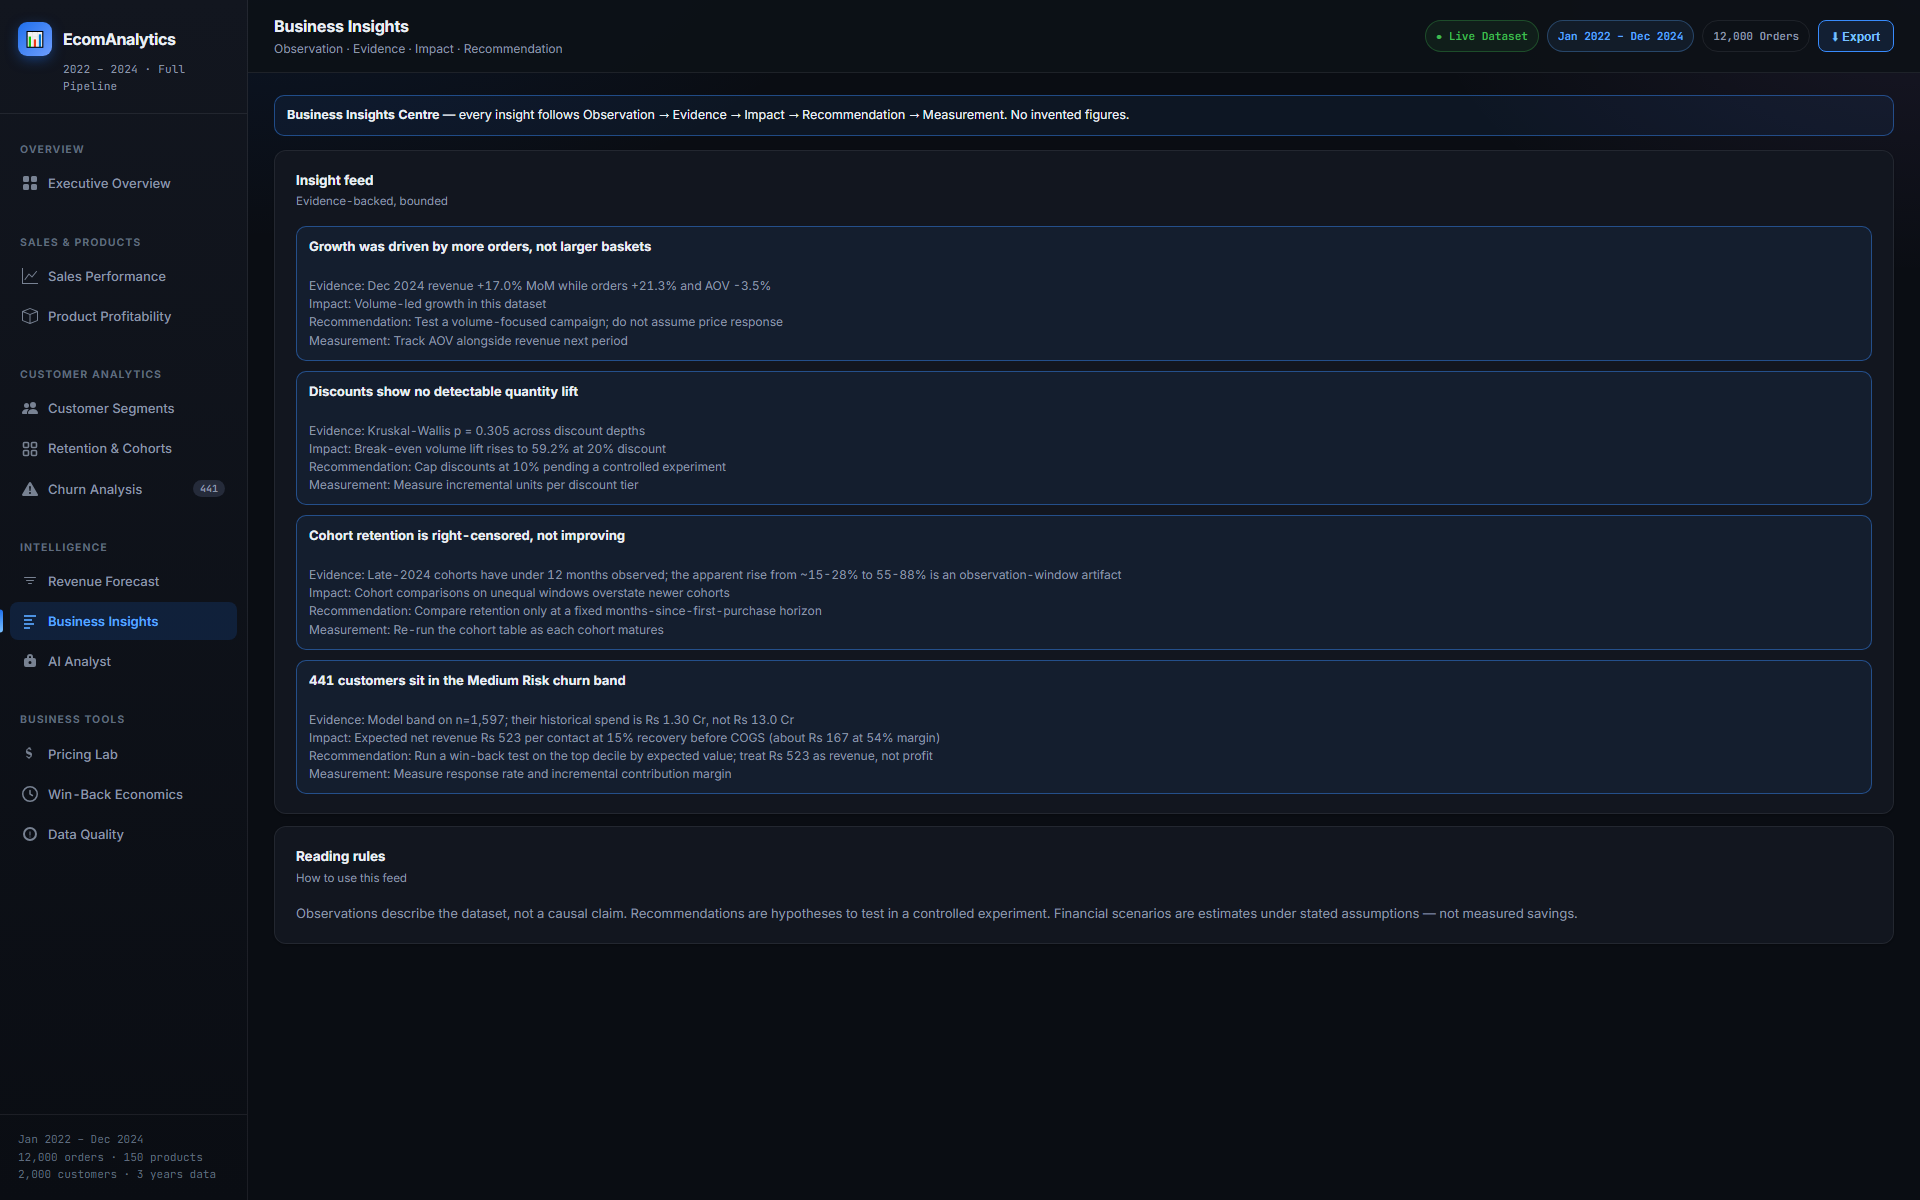 EcomAnalytics
2022 – 2024 · Full
Pipeline
OVERVIEW
Executive Overview
SALES & PRODUCTS
Sales Performance
Product Profitability
CUSTOMER ANALYTICS
Customer Segments
Retention & Cohorts
Churn Analysis 441
INTELLIGENCE
Revenue Forecast
Business Insights
AI Analyst
BUSINESS TOOLS
Pricing Lab
Win-Back Economics
Data Quality
Jan 2022 – Dec 2024
12,000 orders · 150 products
2,000 customers · 3 years data
Business Insights
Observation · Evidence · Impact · Recommendation
● Live Dataset
Jan 2022 – Dec 2024
12,000 Orders
⬇ Export
Business Insights Centre — every insight follows Observation → Evidence → Impact → Recommendation → Measurement. No invented figures.
Insight feed
Evidence-backed, bounded
Growth was driven by more orders, not larger baskets
Evidence: Dec 2024 revenue +17.0% MoM while orders +21.3% and AOV -3.5%
Impact: Volume-led growth in this dataset
Recommendation: Test a volume-focused campaign; do not assume price response
Measurement: Track AOV alongside revenue next period
Discounts show no detectable quantity lift
Evidence: Kruskal-Wallis p = 0.305 across discount depths
Impact: Break-even volume lift rises to 59.2% at 20% discount
Recommendation: Cap discounts at 10% pending a controlled experiment
Measurement: Measure incremental units per discount tier
Cohort retention is right-censored, not improving
Evidence: Late-2024 cohorts have under 12 months observed; the apparent rise from ~15-28% to 55-88% is an observation-window artifact
Impact: Cohort comparisons on unequal windows overstate newer cohorts
Recommendation: Compare retention only at a fixed months-since-first-purchase horizon
Measurement: Re-run the cohort table as each cohort matures
441 customers sit in the Medium Risk churn band
Evidence: Model band on n=1,597; their historical spend is Rs 1.30 Cr, not Rs 13.0 Cr
Impact: Expected net revenue Rs 523 per contact at 15% recovery before COGS (about Rs 167 at 54% margin)
Recommendation: Run a win-back test on the top decile by expected value; treat Rs 523 as revenue, not profit
Measurement: Measure response rate and incremental contribution margin
Reading rules
How to use this feed
Observations describe the dataset, not a causal claim. Recommendations are hypotheses to test in a controlled experiment. Financial scenarios are estimates under stated assumptions — not measured savings.